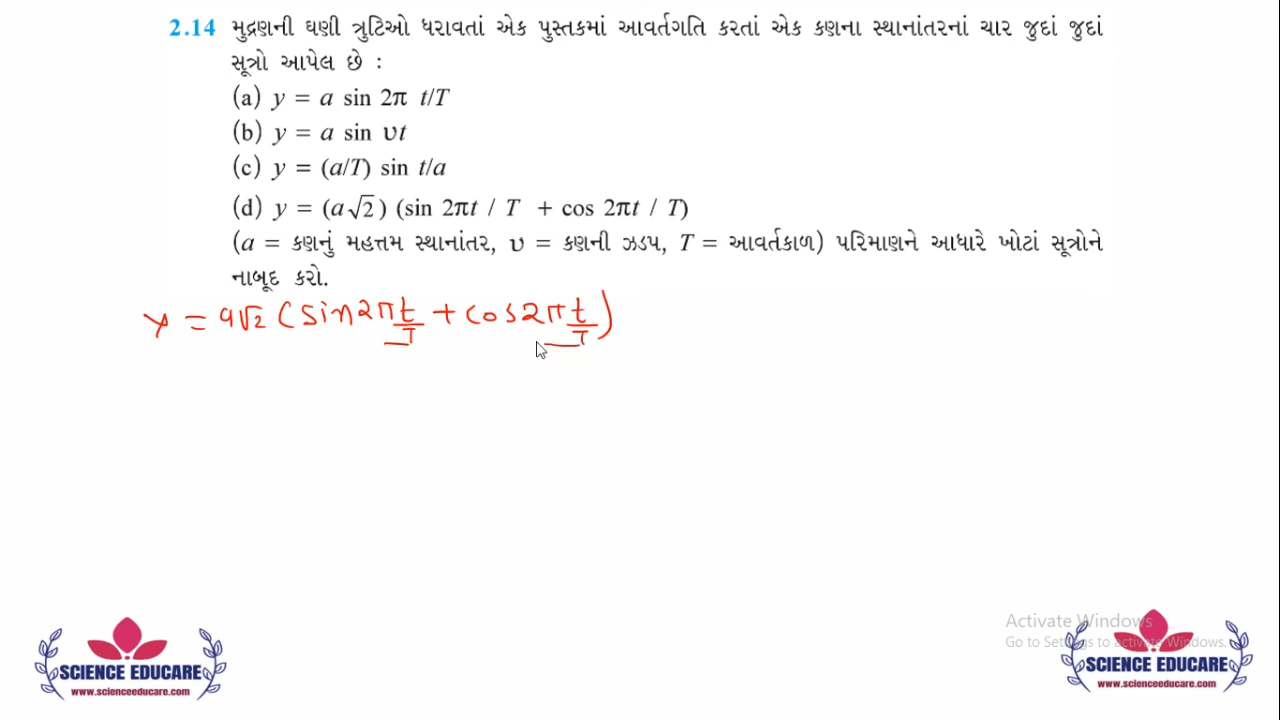 2.14 મુદ્રણની ઘણી ત્રુટિઓ ધરાવતાં એક પુસ્તકમાં આવર્તગતિ કરતાં એક કણના સ્થાનાંતરનાં ચાર જુદાં જુદાં
સૂત્રો આપેલ છે :
(a) y = a sin 2π t/T
(b) y = a sin υt
(c) y = (a/T) sin t/a
(d) y = (a√2) (sin 2πt / T + cos 2πt / T)
(a = કણનું મહત્તમ સ્થાનાંતર, υ = કણની ઝડપ, T = આવર્તકાળ) પરિમાણને આધારે ખોટાં સૂત્રોને
નાબૂદ કરો.
y = a√2 (sin2π t/T + cos2π t/T)
Activate Windows
Go to Settings to activate Windows.
SCIENCE EDUCARE
www.scienceeducare.com
SCIENCE EDUCARE
www.scienceeducare.com